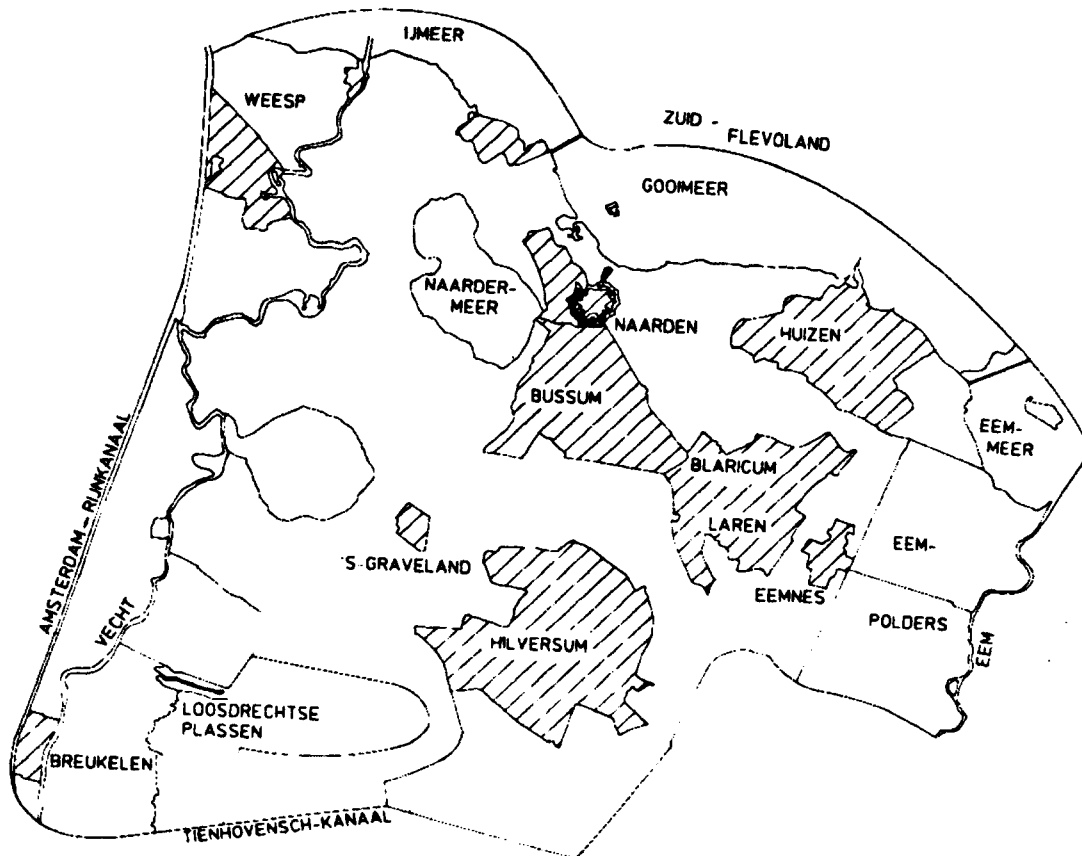 IJMEER
WEESP
ZUID -
FLEVOLAND
GOOIMEER
NAARDER-
MEER
NAARDEN
HUIZEN
BUSSUM
EEM-
MEER
BLARICUM
LAREN
EEM-
'S-GRAVELAND
EEMNES
POLDERS
AMSTERDAM - RIJNKANAAL
VECHT
HILVERSUM
EEM
LOOSDRECHTSE
PLASSEN
BREUKELEN
TIENHOVENSCH-KANAAL